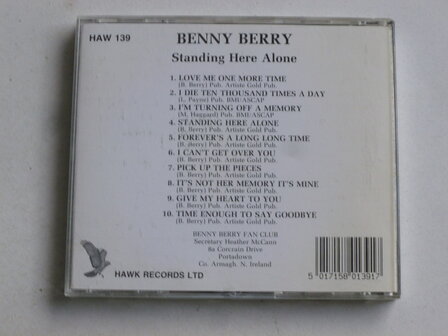 HAW 139
BENNY BERRY
Standing Here Alone
1. LOVE ME ONE MORE TIME
(B. Berry) Pub. Artiste Gold Pub.
2. I DIE TEN THOUSAND TIMES A DAY
(L. Payne) Pub. BMI/ASCAP
3. I'M TURNING OFF A MEMORY
(M. Haggard) Pub. BMI/ASCAP
4. STANDING HERE ALONE
(B. Berry) Pub. Artiste Gold Pub.
5. FOREVER'S A LONG LONG TIME
(B. Berry) Pub. Artiste Gold Pub.
6. I CAN'T GET OVER YOU
(B. Berry) Pub. Artiste Gold Pub.
7. PICK UP THE PIECES
(B. Berry) Pub. Artiste Gold Pub.
8. IT'S NOT HER MEMORY IT'S MINE
(B. Berry) Pub. Artiste Gold Pub.
9. GIVE MY HEART TO YOU
(B. Berry) Pub. Artiste Gold Pub.
10. TIME ENOUGH TO SAY GOODBYE
(B. Berry) Pub. Artiste Gold Pub.
BENNY BERRY FAN CLUB
Secretary Heather McCann
8a Corcrain Drive
Portadown
Co. Armagh, N. Ireland
HAWK RECORDS LTD
5 017158 013917